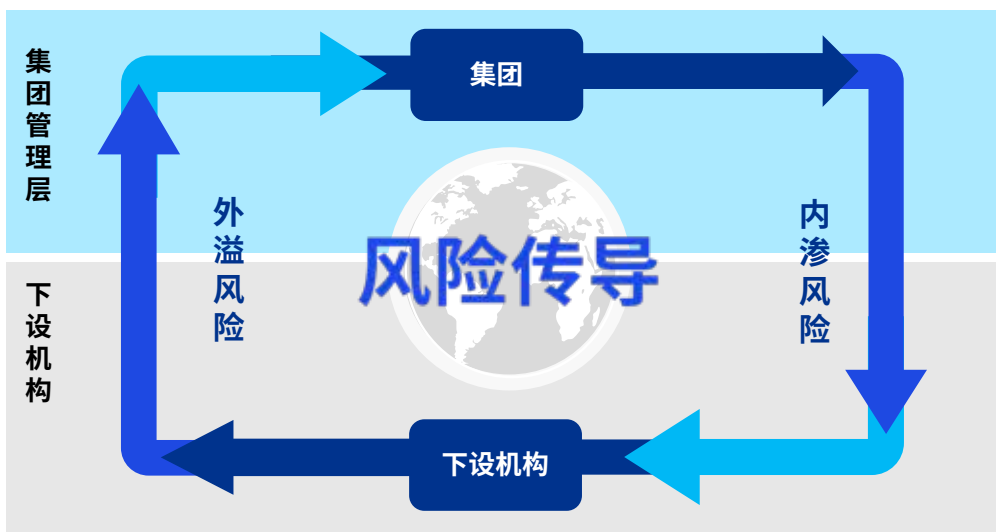 集团管理层
集团
外溢风险
风险传导
内渗风险
下设机构
下设机构